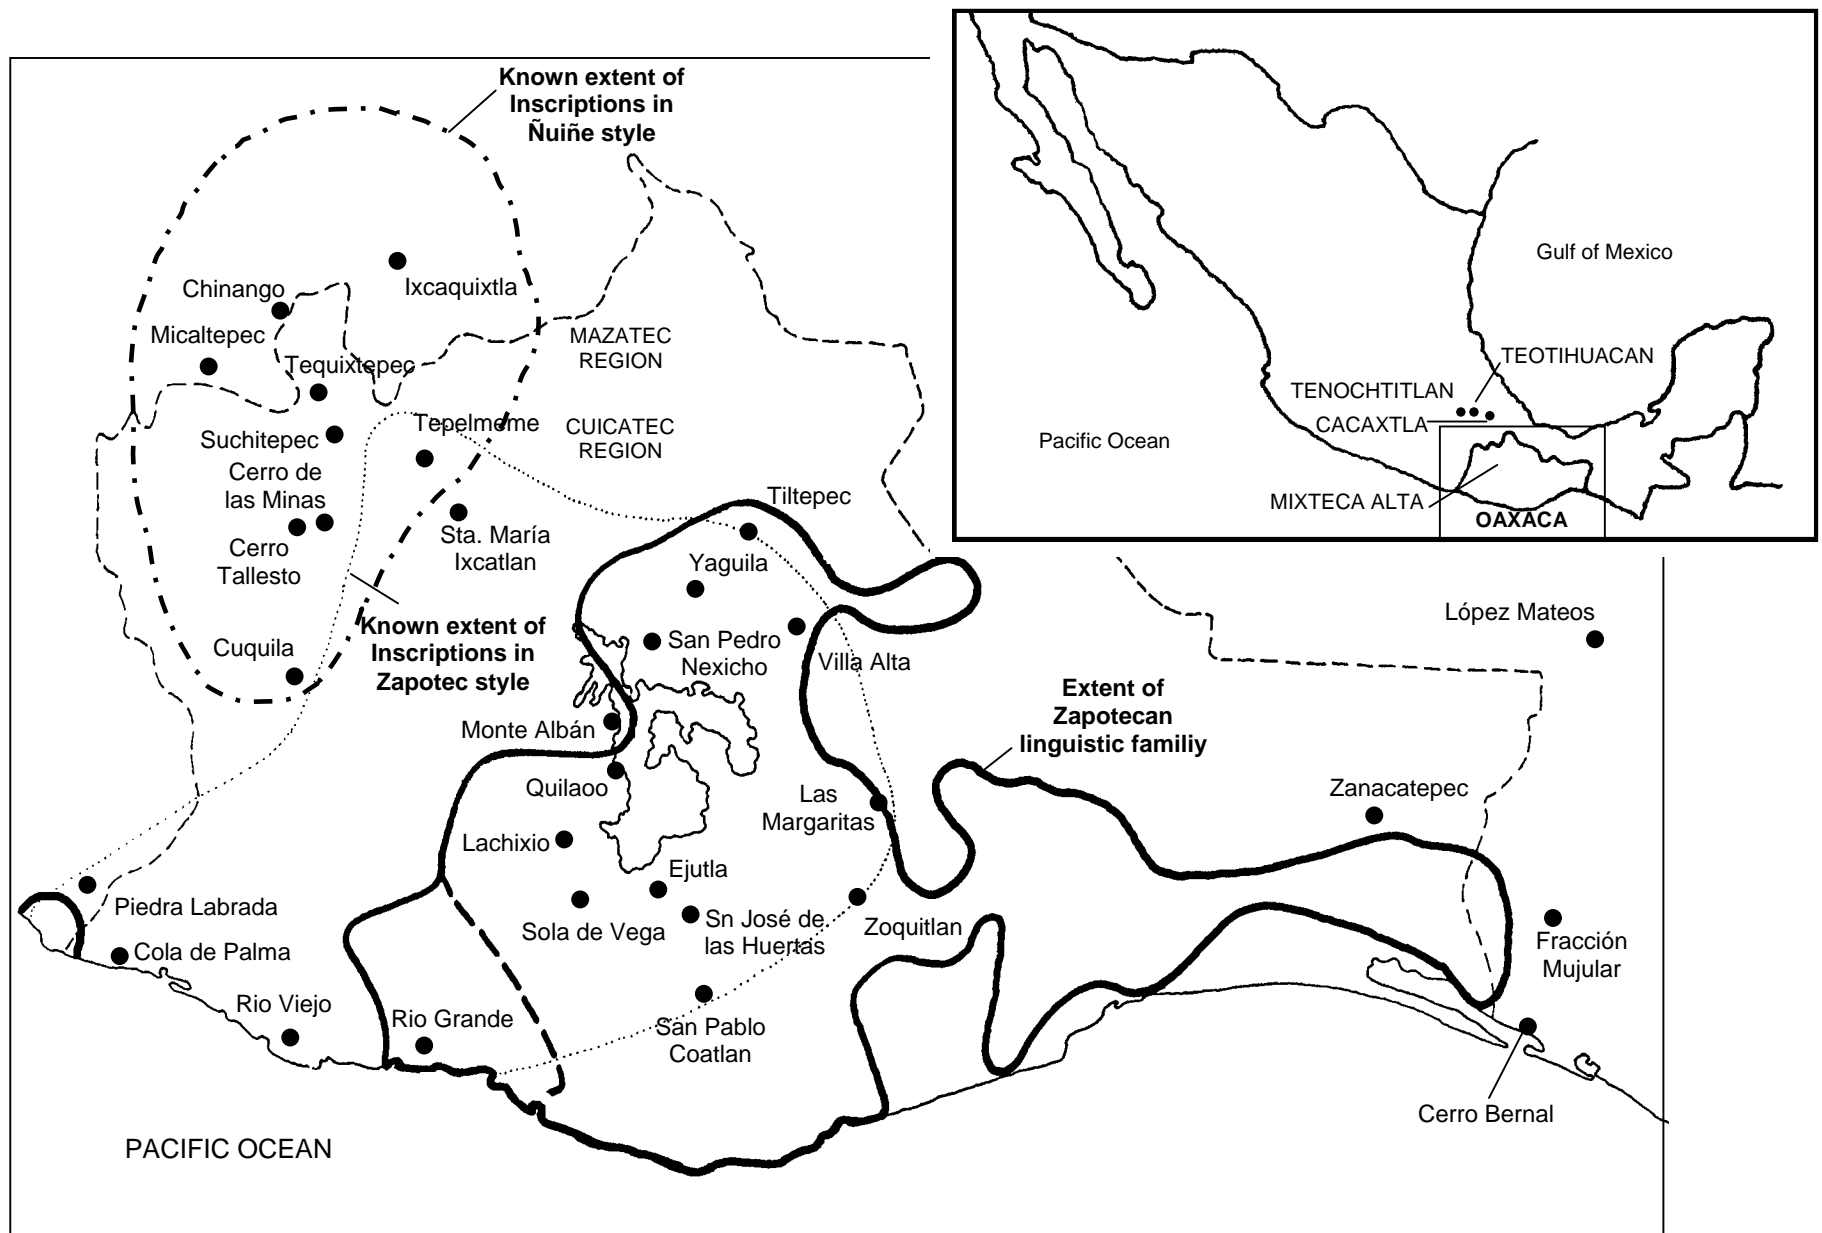 Known extent of
Inscriptions in
Ñuiñe style
Ixcaquixtla
Chinango
Micaltepec
Tequixtepec
MAZATEC
REGION
Tepelmeme
CUICATEC
REGION
Suchitepec
Cerro de
las Minas
Cerro
Tallesto
Sta. María
Ixcatlan
Tiltepec
Yaguila
Known extent of
Inscriptions in
Zapotec style
Cuquila
San Pedro
Nexicho
Villa Alta
Monte Albán
Quilaoo
Las
Margaritas
Extent of
Zapotecan
linguistic familiy
López Mateos
Zanacatepec
Lachixio
Ejutla
Piedra Labrada
Cola de Palma
Sola de Vega
Sn José de
las Huertas
Zoquitlan
Fracción
Mujular
Rio Viejo
Rio Grande
San Pablo
Coatlan
Cerro Bernal
PACIFIC OCEAN
Gulf of Mexico
TEOTIHUACAN
TENOCHTITLAN
CACAXTLA
Pacific Ocean
MIXTECA ALTA
OAXACA